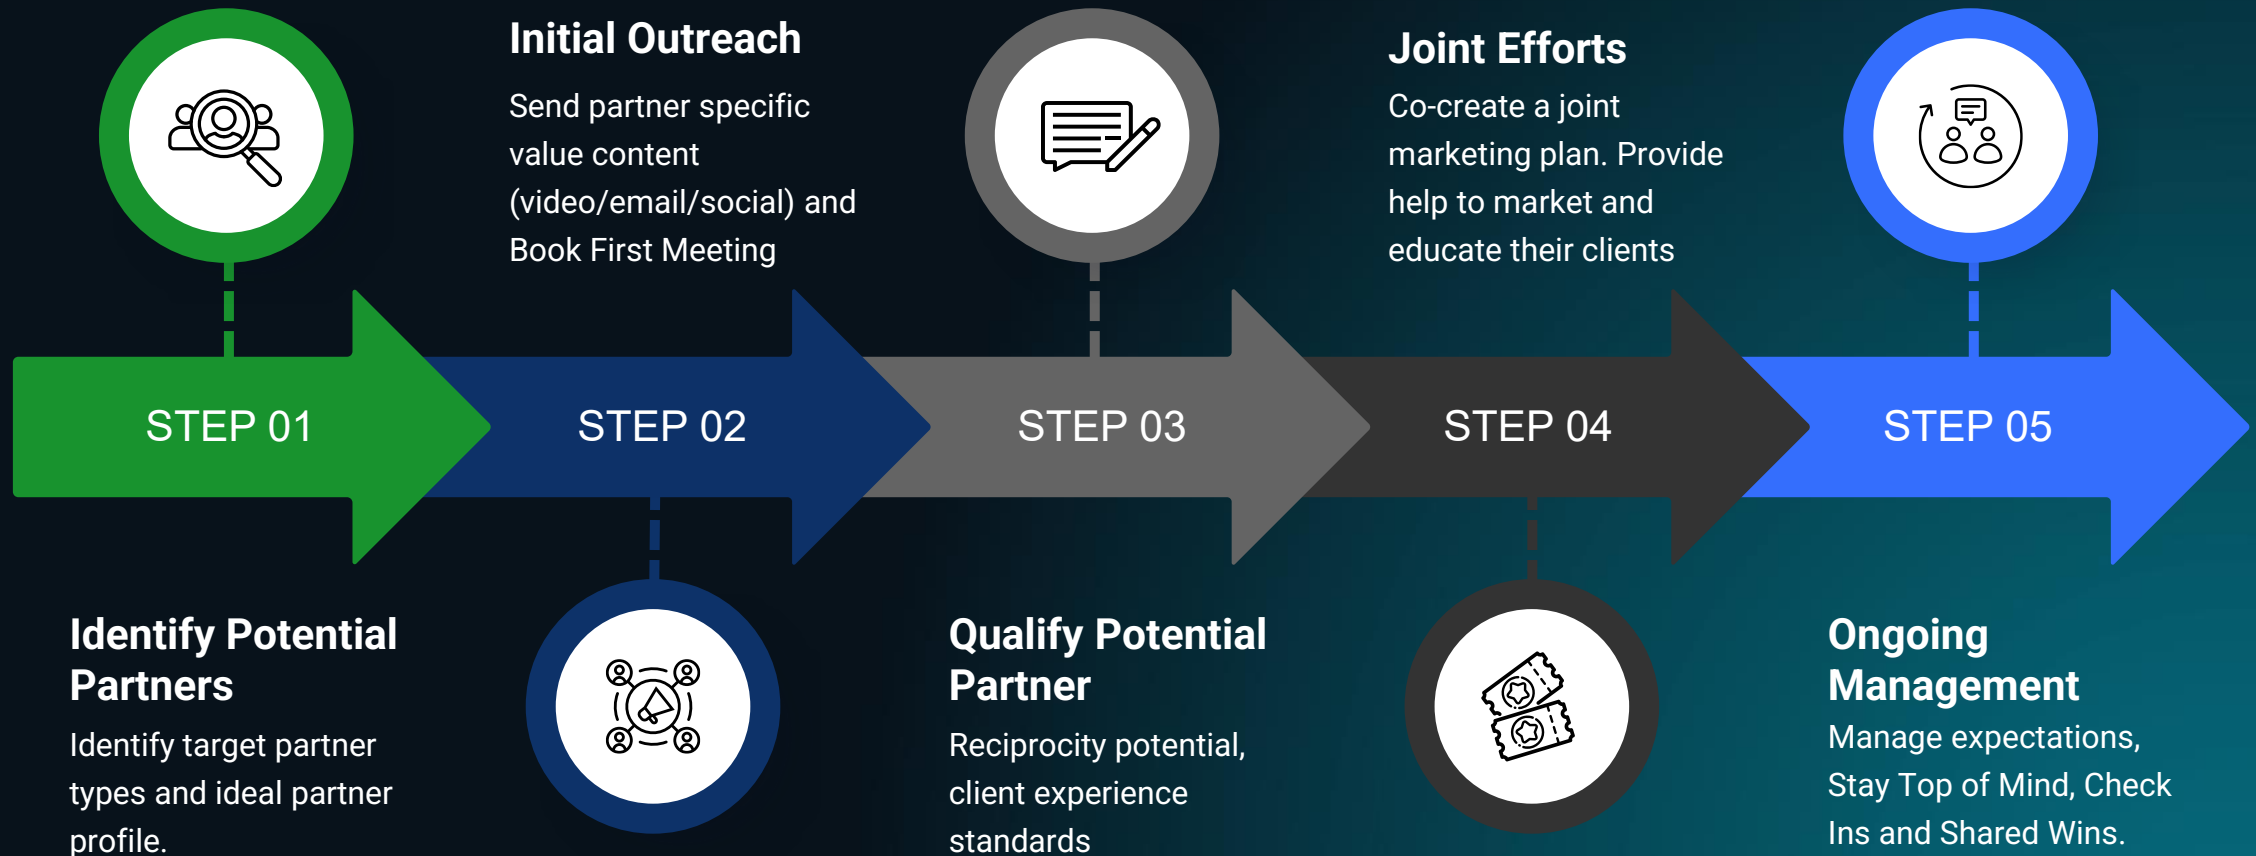 Initial Outreach
Send partner specific
value content
(video/email/social) and
Book First Meeting
Joint Efforts
Co-create a joint
marketing plan. Provide
help to market and
educate their clients
STEP 01
STEP 02
STEP 03
STEP 04
STEP 05
Identify Potential
Partners
Identify target partner
types and ideal partner
profile.
Qualify Potential
Partner
Reciprocity potential,
client experience
standards
Ongoing
Management
Manage expectations,
Stay Top of Mind, Check
Ins and Shared Wins.